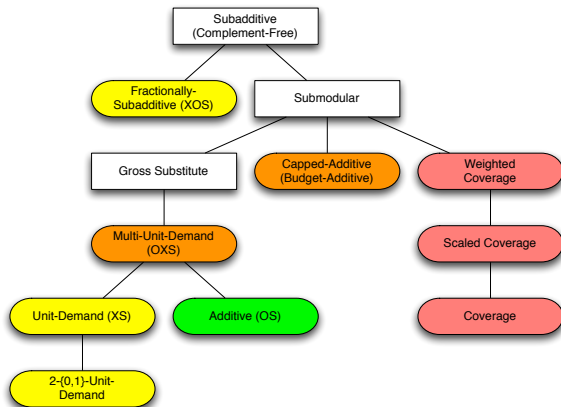 Subadditive
(Complement-Free)
Fractionally-
Subadditive (XOS)
Submodular
Gross Substitute
Capped-Additive
(Budget-Additive)
Weighted
Coverage
Multi-Unit-Demand
(OXS)
Scaled Coverage
Unit-Demand (XS)
Additive (OS)
Coverage
2-{0,1}-Unit-
Demand